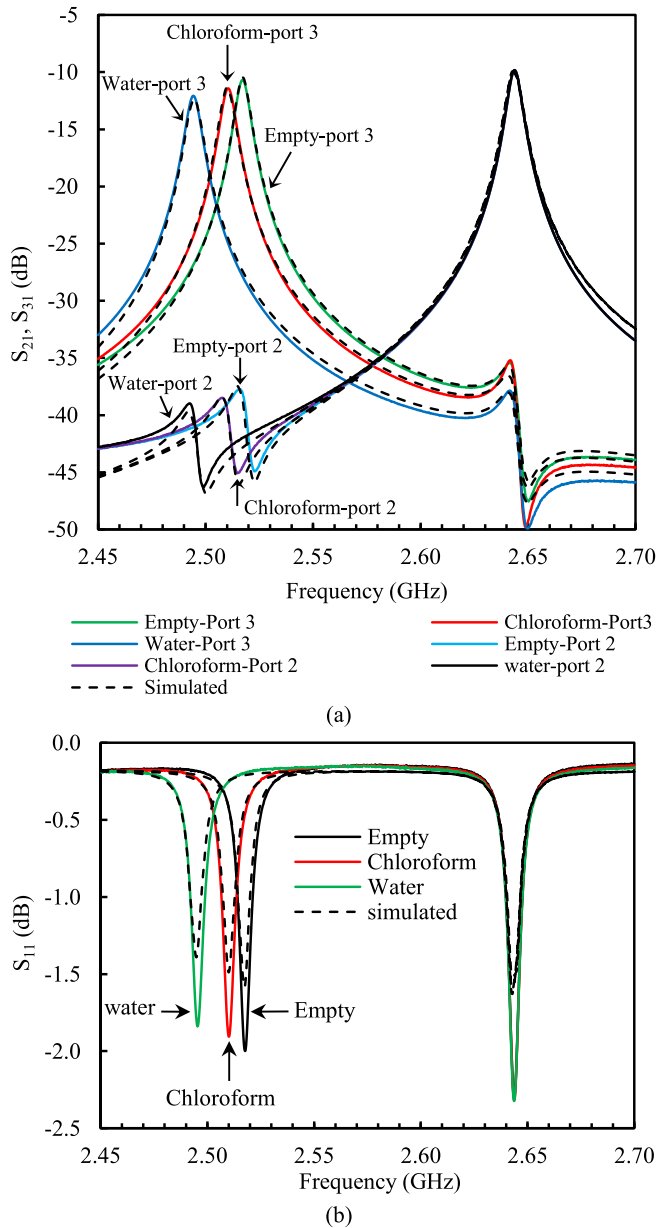 -5
-10
-15
-20
-25
-30
-35
-40
-45
-50
S21, S31 (dB)
Chloroform-port 3
Water-port 3
Empty-port 3
Empty-port 2
Water-port 2
Chloroform-port 2
2.45 2.50 2.55 2.60 2.65 2.70
Frequency (GHz)
Empty-Port 3 Chloroform-Port3
Water-Port 3 Empty-Port 2
Chloroform-Port 2 water-port 2
Simulated
(a)
0.0
-0.5
-1.0
-1.5
-2.0
-2.5
S11 (dB)
Empty
Chloroform
Water
simulated
water
Empty
Chloroform
2.45 2.50 2.55 2.60 2.65 2.70
Frequency (GHz)
(b)